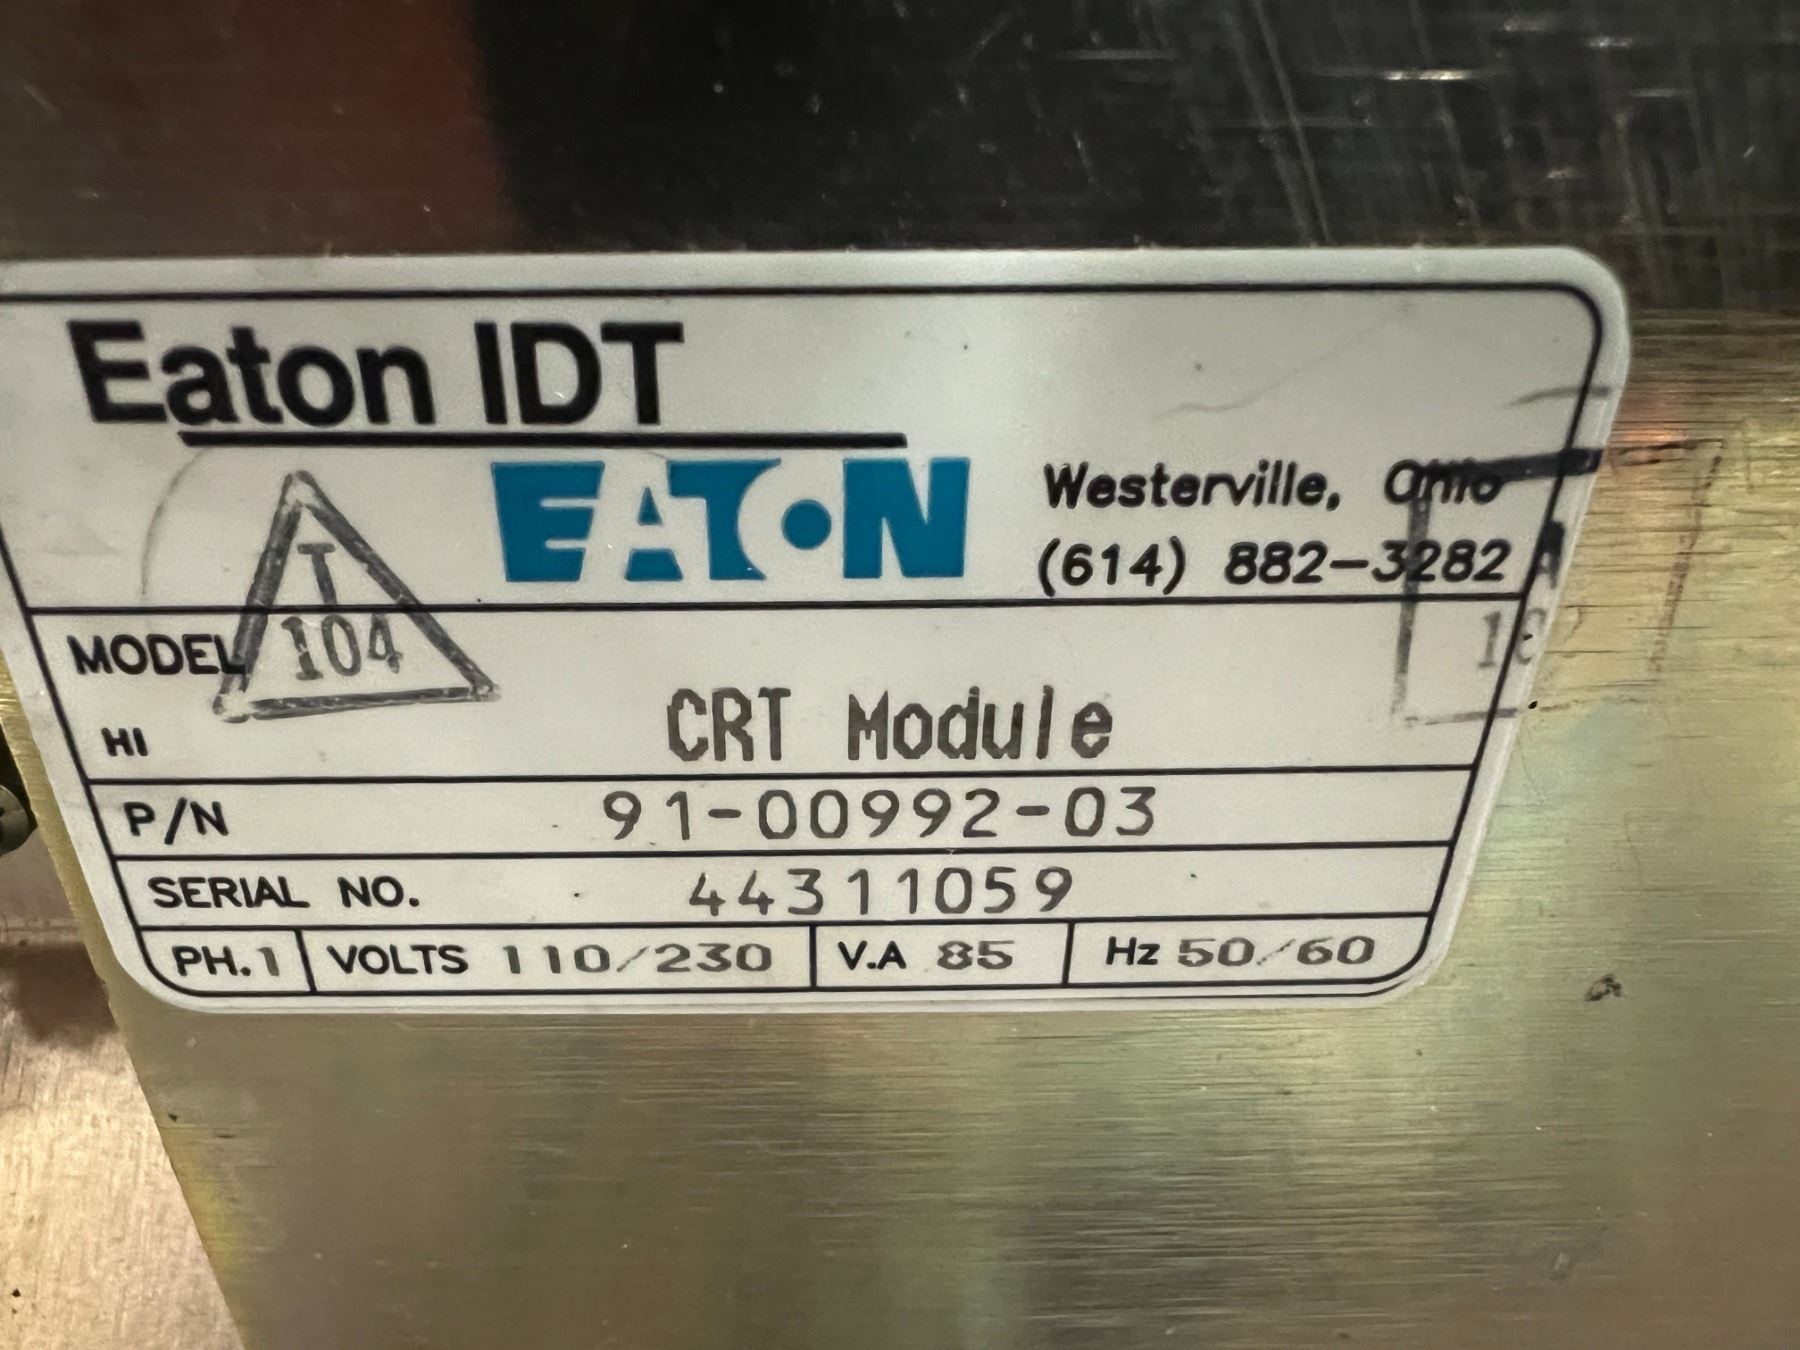 Eaton IDT
EATON
Westerville, Ohio
(614) 882-3282
T
104
MODEL
HI
CRT Module
P/N 91-00992-03
SERIAL NO. 44311059
PH. 1 VOLTS 110/230 V.A 85 Hz 50/60